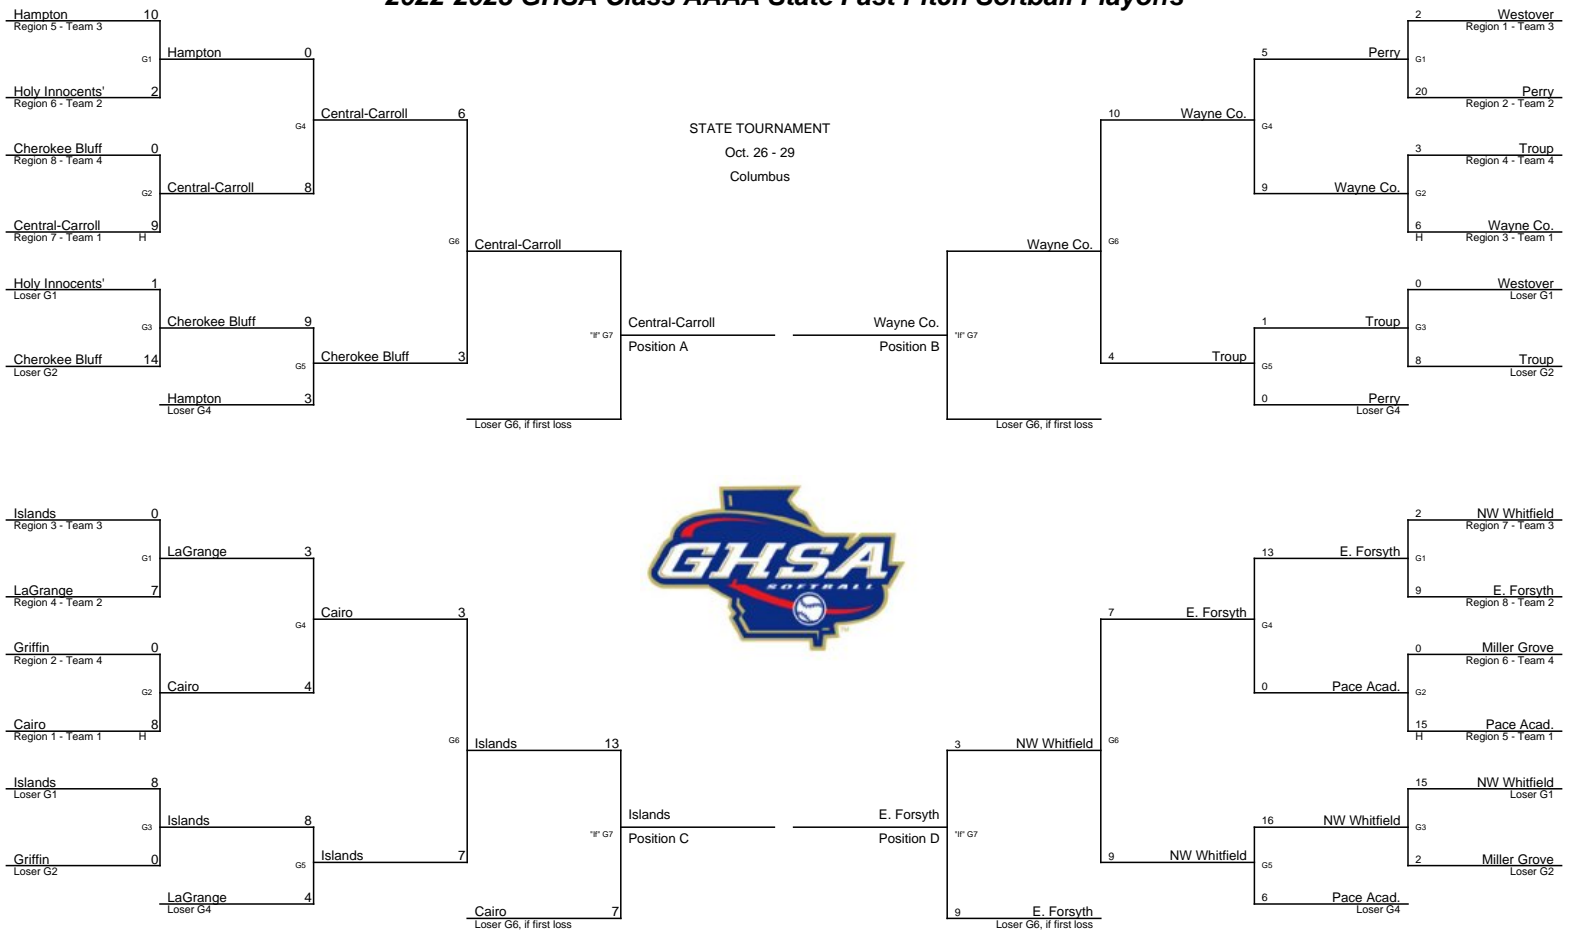 2022-2023 GHSA Class AAAA State Fast Pitch Softball Playoffs
Hampton 10
Region 5 - Team 3
G1
Hampton 0
Holy Innocents' 2
Region 6 - Team 2
G4
Central-Carroll 6
Cherokee Bluff 0
Region 8 - Team 4
G2
Central-Carroll 8
Central-Carroll 9
Region 7 - Team 1 H
G6
Central-Carroll
Holy Innocents' 1
Loser G1
G3
Cherokee Bluff 9
Cherokee Bluff 14
Loser G2
G5
Cherokee Bluff 3
Hampton 3
Loser G4
"If" G7
Central-Carroll
Position A
Loser G6, if first loss
STATE TOURNAMENT
Oct. 26 - 29
Columbus
2 Westover
Region 1 - Team 3
5 Perry
G1
20 Perry
Region 2 - Team 2
10 Wayne Co.
G4
3 Troup
Region 4 - Team 4
9 Wayne Co.
G2
6 Wayne Co.
H Region 3 - Team 1
Wayne Co.
G6
0 Westover
Loser G1
1 Troup
G3
8 Troup
Loser G2
4 Troup
G5
0 Perry
Loser G4
Wayne Co.
Position B
"If" G7
Loser G6, if first loss
Islands 0
Region 3 - Team 3
G1
LaGrange 3
LaGrange 7
Region 4 - Team 2
G4
Cairo 3
Griffin 0
Region 2 - Team 4
G2
Cairo 4
Cairo 8
Region 1 - Team 1 H
G6
Islands 13
Islands 8
Loser G1
G3
Islands 8
Griffin 0
Loser G2
G5
Islands 7
LaGrange 4
Loser G4
"If" G7
Islands
Position C
Cairo 7
Loser G6, if first loss
GHSA
SOFTBALL
TM
2 NW Whitfield
Region 7 - Team 3
13 E. Forsyth
G1
9 E. Forsyth
Region 8 - Team 2
7 E. Forsyth
G4
0 Miller Grove
Region 6 - Team 4
0 Pace Acad.
G2
15 Pace Acad.
H Region 5 - Team 1
3 NW Whitfield
G6
15 NW Whitfield
Loser G1
16 NW Whitfield
G3
2 Miller Grove
Loser G2
9 NW Whitfield
G5
6 Pace Acad.
Loser G4
E. Forsyth
Position D
"If" G7
9 E. Forsyth
Loser G6, if first loss